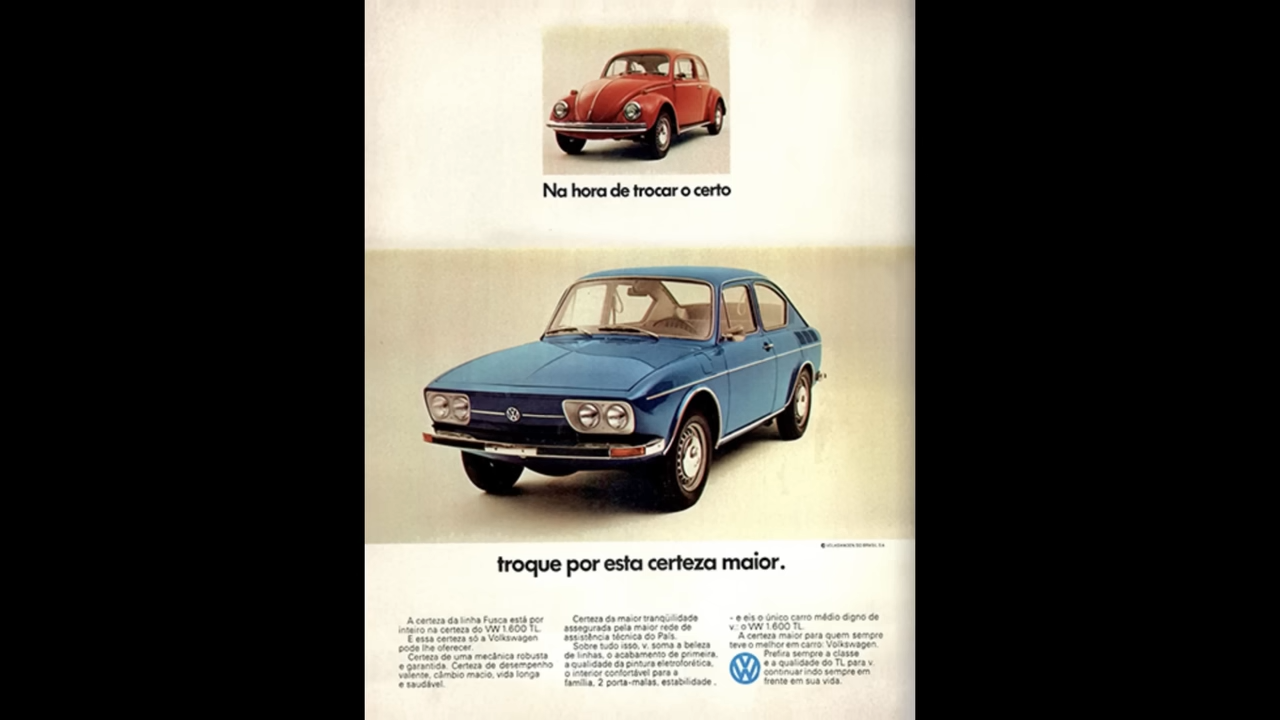 Na hora de trocar o certo
VOLKSWAGEN DO BRASIL S.A.
troque por esta certeza maior.
A certeza da linha Fusca está por
inteiro na certeza do VW 1.600 TL.
E essa certeza só a Volkswagen
pode lhe oferecer.
Certeza de uma mecânica robusta
e garantida. Certeza de desempenho
valente, câmbio macio, vida longa
e saudável.
Certeza da maior tranqüilidade
assegurada pela maior rede de
assistência técnica do País.
Sobre tudo isso, v. soma a beleza
de linhas, o acabamento de primeira,
a qualidade da pintura eletroforética,
o interior confortável para a
família, 2 porta-malas, estabilidade.
- e eis o único carro médio digno de
v.: o VW 1.600 TL.
A certeza maior para quem sempre
teve o melhor em carro: Volkswagen.
Prefira sempre a classe
e a qualidade do TL para v.
continuar indo sempre em
frente em sua vida.